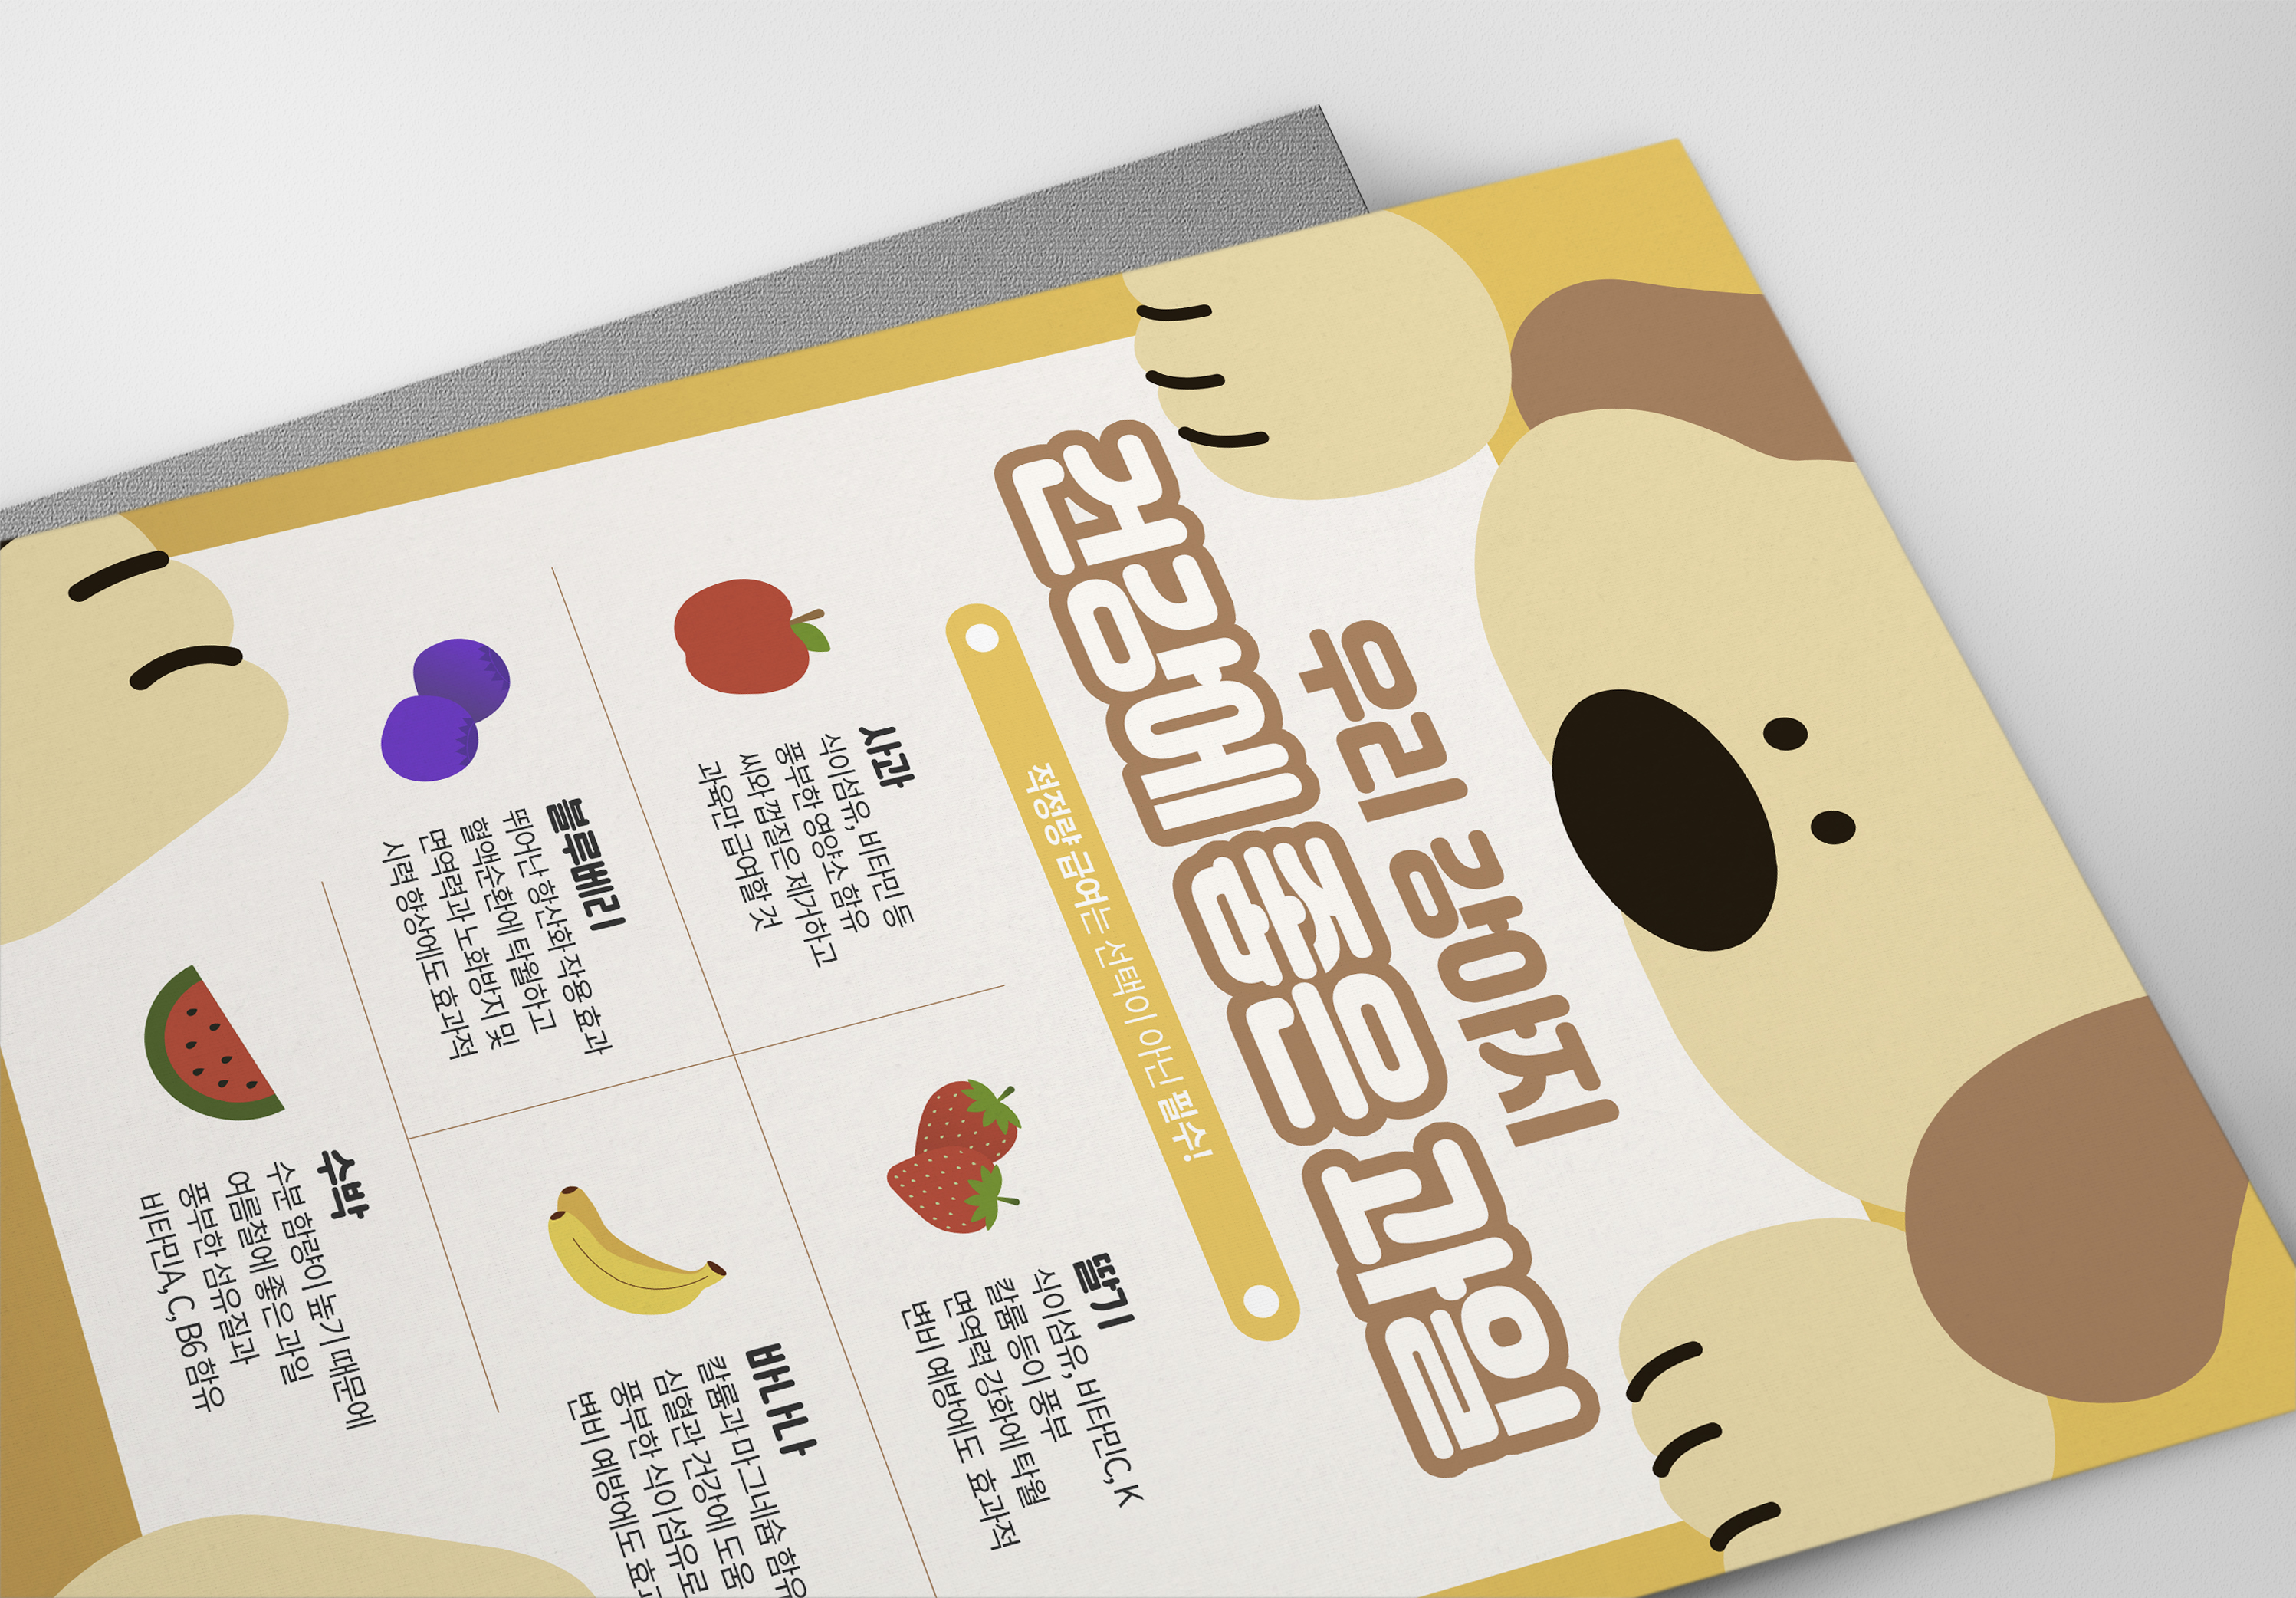 우리 강아지
건강에 좋은 과일
적정량 급여는 선택이 아닌 필수!
사과
식이섬유, 비타민 등
풍부한 영양소 함유
씨와 껍질은 제거하고
과육만 급여할 것
딸기
식이섬유, 비타민C, K
칼륨 등이 풍부
면역력 강화에 탁월
변비 예방에도 효과적
블루베리
뛰어난 항산화 작용 효과
혈액순환에 탁월하고
면역력과 노화방지 및
시력 향상에도 효과적
바나나
칼륨과 마그네슘 함유
심혈관 건강에 도움
풍부한 식이섬유로
변비 예방에도
수박
수분 함량이 높기 때문에
여름철에 좋은 과일
풍부한 섬유질과
비타민A, C, B6 함유